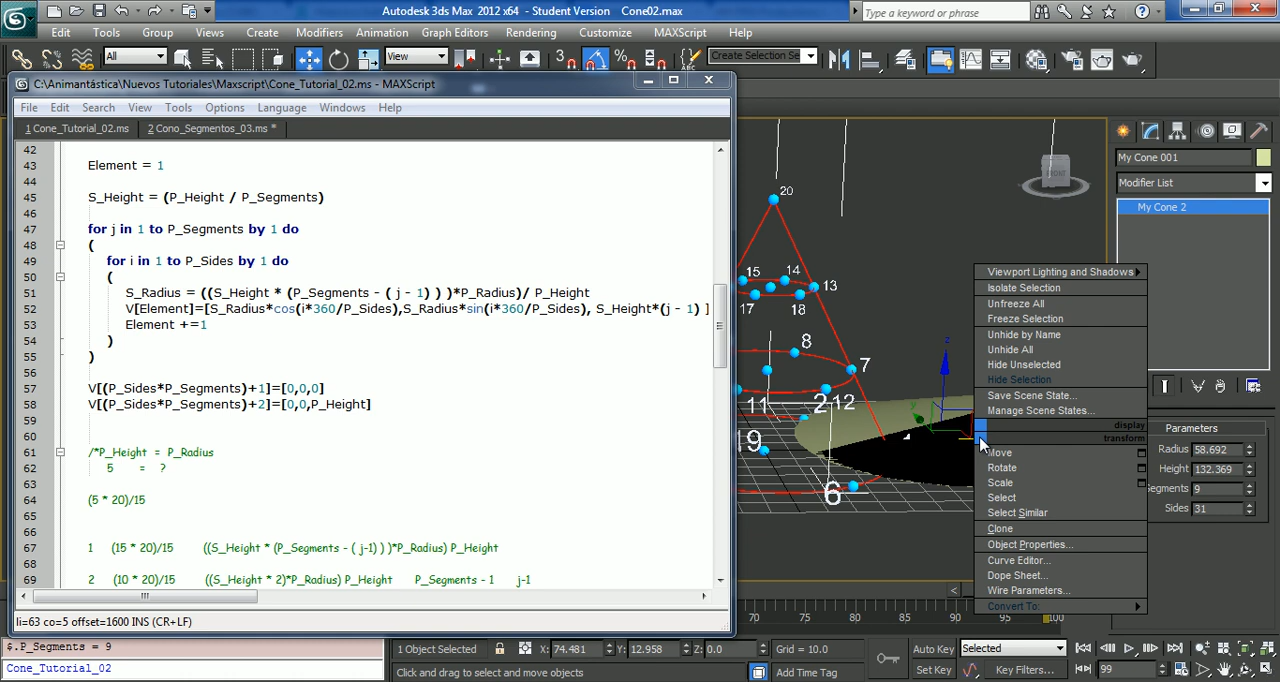 Autodesk 3ds Max 2012 x64 - Student Version Cone02.max
Type a keyword or phrase
Edit Tools Group Views Create Modifiers Animation Graph Editors Rendering Customize MAXScript Help
All
View
3
Create Selection Se
C:\Animantástica\Nuevos Tutoriales\Maxscript\Cone_Tutorial_02.ms - MAXScript
File Edit Search View Tools Options Language Windows Help
1 Cone_Tutorial_02.ms 2 Cono_Segmentos_03.ms *
42
43 Element = 1
44
45 S_Height = (P_Height / P_Segments)
46
47 for j in 1 to P_Segments by 1 do
48 (
49 for i in 1 to P_Sides by 1 do
50 (
51 S_Radius = ((S_Height * (P_Segments - ( j - 1) ) )*P_Radius)/ P_Height
52 V[Element]=[S_Radius*cos(i*360/P_Sides),S_Radius*sin(i*360/P_Sides), S_Height*(j - 1) ]
53 Element +=1
54 )
55 )
56
57 V[(P_Sides*P_Segments)+1]=[0,0,0]
58 V[(P_Sides*P_Segments)+2]=[0,0,P_Height]
59
60
61 /*P_Height = P_Radius
62 5 = ?
63
64 (5 * 20)/15
65
66
67 1 (15 * 20)/15 ((S_Height * (P_Segments - ( j-1) ) )*P_Radius) P_Height
68
69 2 (10 * 20)/15 ((S_Height * 2)*P_Radius) P_Height P_Segments - 1 j-1
li=63 co=5 offset=1600 INS (CR+LF)
20
15 14
13
17 18
8
7
11 2 12
19
6
FRONT
z
y
My Cone 001
Modifier List
My Cone 2
Viewport Lighting and Shadows
Isolate Selection
Unfreeze All
Freeze Selection
Unhide by Name
Unhide All
Hide Unselected
Hide Selection
Save Scene State...
Manage Scene States...
display
transform
Move
Rotate
Scale
Select
Select Similar
Clone
Object Properties...
Curve Editor...
Dope Sheet...
Wire Parameters...
Convert To:
Parameters
Radius 58.692
Height 132.369
egments 9
Sides 31
70 75 80 85 90 95 100
$.P_Segments = 9
Cone_Tutorial_02
1 Object Selected X: 74.481 Y: 12.958 Z: 0.0 Grid = 10.0
Click and drag to select and move objects
Add Time Tag
Auto Key Selected
Set Key Key Filters... 99